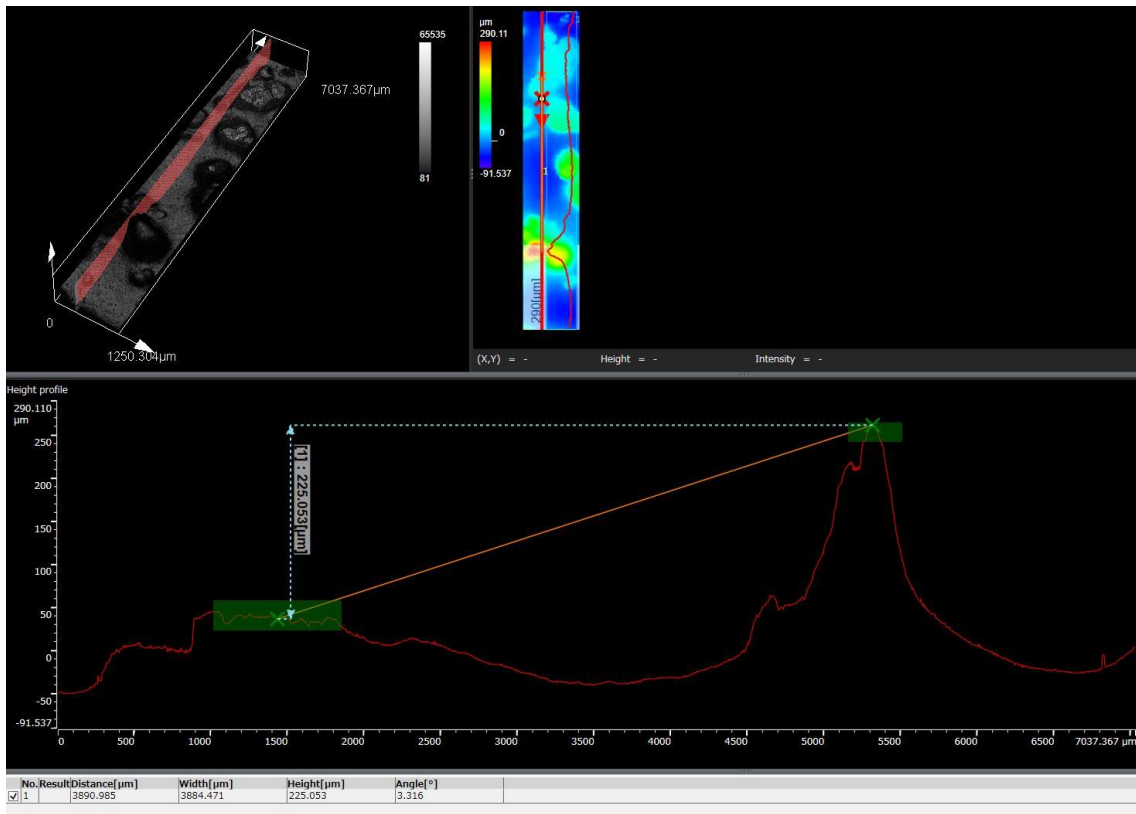 65535
81
7037.367μm
0
1250.304μm
μm
290.11
0
-91.537
1
290[μm]
(X,Y) = - Height = - Intensity = -
Height profile
290.110
μm
250
200
150
100
50
0
-50
-91.537
[1] : 225.053[μm]
0 500 1000 1500 2000 2500 3000 3500 4000 4500 5000 5500 6000 6500 7037.367 μm
No. Result Distance[μm] Width[μm] Height[μm] Angle[°]
1 3890.985 3884.471 225.053 3.316